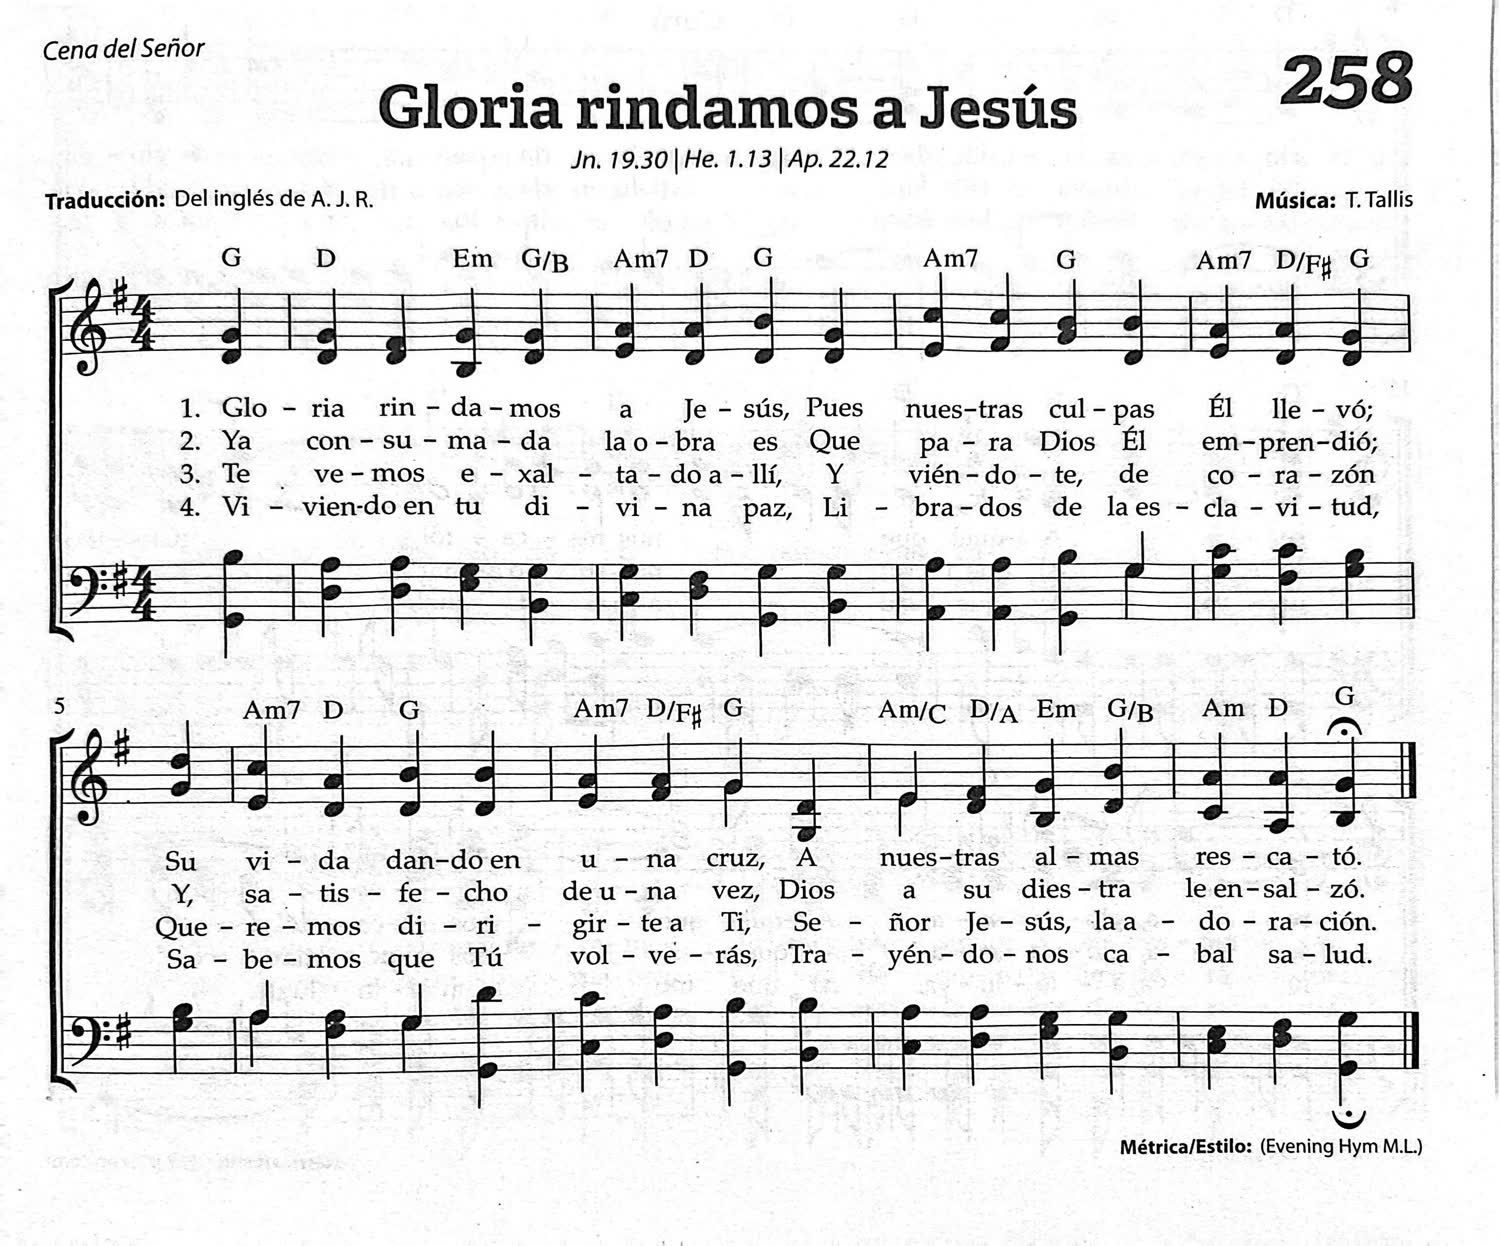 Cena del Señor
258
Gloria rindamos a Jesús
Jn. 19.30 | He. 1.13 | Ap. 22.12
Traducción: Del inglés de A. J. R. Música: T. Tallis
G D Em G/B Am7 D G Am7 G Am7 D/F♯ G
1. Glo – ria rin – da – mos a Je – sús, Pues nues – tras cul – pas Él lle – vó;
2. Ya con – su – ma – da la o – bra es Que pa – ra Dios Él em – pren – dió;
3. Te ve – mos e – xal – ta – do a – llí, Y vién – do – te, de co – ra – zón
4. Vi – vien-do en tu di – vi – na paz, Li – bra – dos de la es – cla – vi – tud,
5
Am7 D G Am7 D/F♯ G Am/C D/A Em G/B Am D G
Su vi – da dan – do en u – na cruz, A nues – tras al – mas res – ca – tó.
Y, sa – tis – fe – cho de u – na vez, Dios a su dies – tra le en – sal – zó.
Que – re – mos di – ri – gir – te a Ti, Se – ñor Je – sús, la a – do – ra – ción.
Sa – be – mos que Tú vol – ve – rás, Tra – yén – do – nos ca – bal sa – lud.
Métrica/Estilo: (Evening Hym M.L.)